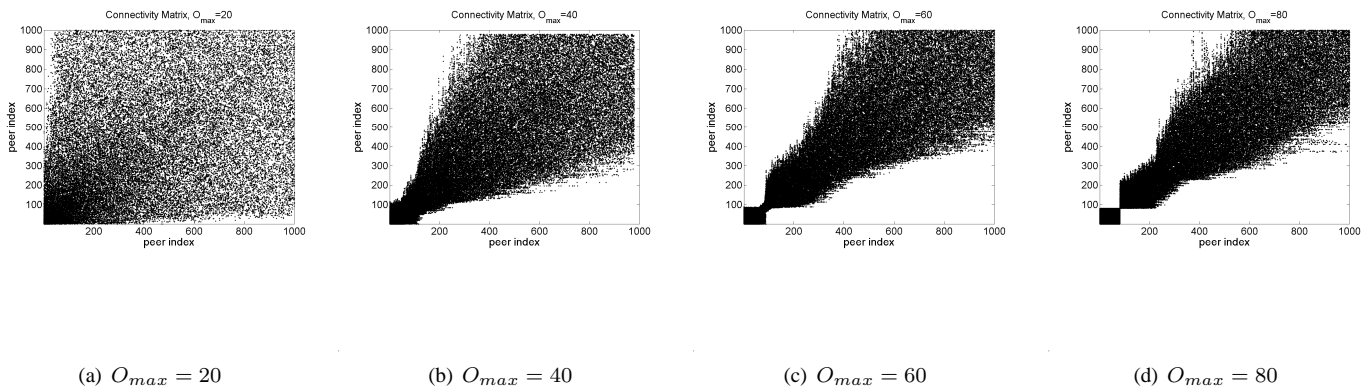 Connectivity Matrix, O_max=20
1000
900
800
700
600
500
400
300
200
100
peer index
200 400 600 800 1000
peer index
Connectivity Matrix, O_max=40
1000
900
800
700
600
500
400
300
200
100
peer index
200 400 600 800 1000
peer index
Connectivity Matrix, O_max=60
1000
900
800
700
600
500
400
300
200
100
peer index
200 400 600 800 1000
peer index
Connectivity Matrix, O_max=80
1000
900
800
700
600
500
400
300
200
100
peer index
200 400 600 800 1000
peer index
(a) O_max = 20
(b) O_max = 40
(c) O_max = 60
(d) O_max = 80